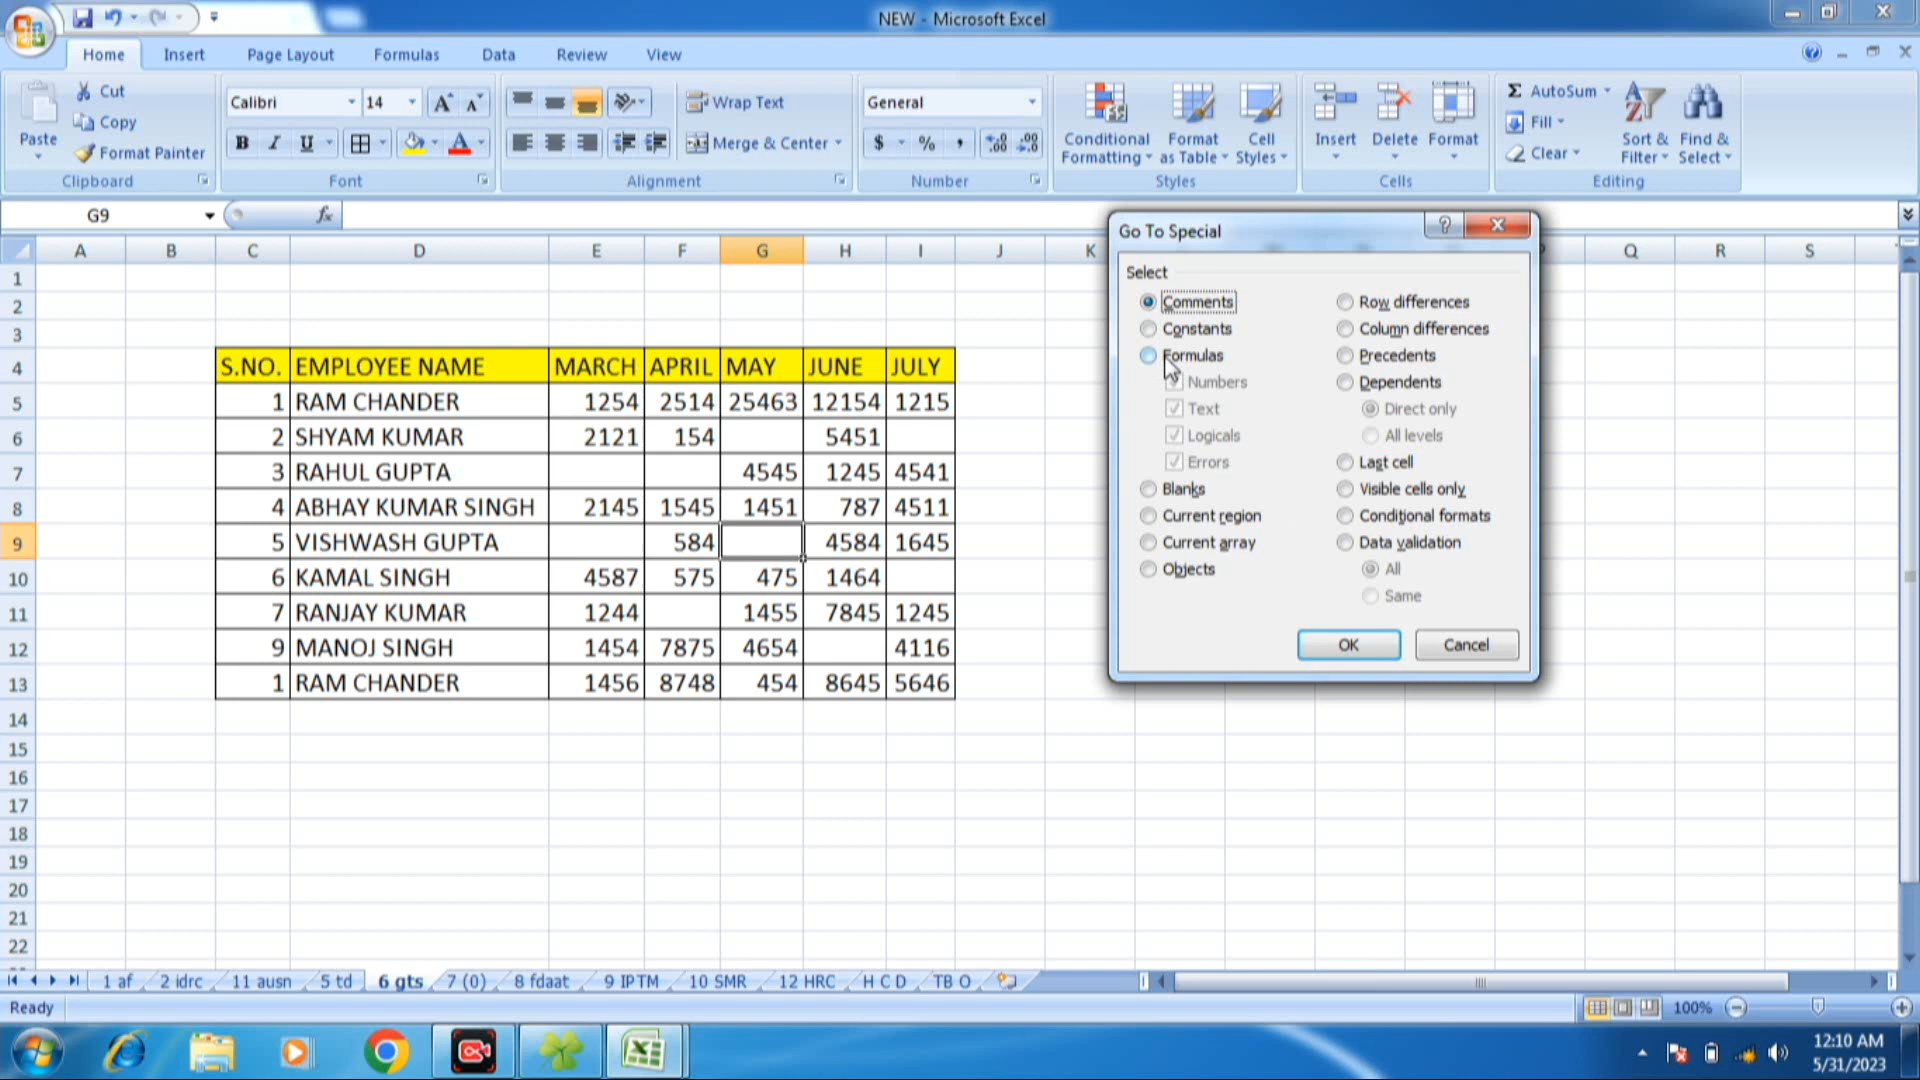 NEW - Microsoft Excel
Home Insert Page Layout Formulas Data Review View
Paste
Cut
Copy
Format Painter
Clipboard
Calibri 14
B I U
Font
Wrap Text
Merge & Center
Alignment
General
$ % ,
Number
Conditional Formatting
Format as Table
Cell Styles
Styles
Insert Delete Format
Cells
Σ AutoSum
Fill
Clear
Sort & Filter
Find & Select
Editing
G9 fx
A B C D E F G H I J K Q R S
1
2
3
4 S.NO. EMPLOYEE NAME MARCH APRIL MAY JUNE JULY
5 1 RAM CHANDER 1254 2514 25463 12154 1215
6 2 SHYAM KUMAR 2121 154 5451
7 3 RAHUL GUPTA 4545 1245 4541
8 4 ABHAY KUMAR SINGH 2145 1545 1451 787 4511
9 5 VISHWASH GUPTA 584 4584 1645
10 6 KAMAL SINGH 4587 575 475 1464
11 7 RANJAY KUMAR 1244 1455 7845 1245
12 9 MANOJ SINGH 1454 7875 4654 4116
13 1 RAM CHANDER 1456 8748 454 8645 5646
14
15
16
17
18
19
20
21
22
Go To Special
Select
Comments
Constants
Formulas
Numbers
Text
Logicals
Errors
Blanks
Current region
Current array
Objects
Row differences
Column differences
Precedents
Dependents
Direct only
All levels
Last cell
Visible cells only
Conditional formats
Data validation
All
Same
OK Cancel
1 af 2 idrc 11 ausn 5 td 6 gts 7 (0) 8 fdaat 9 IPTM 10 SMR 12 HRC H C D TB O
Ready 100%
12:10 AM
5/31/2023